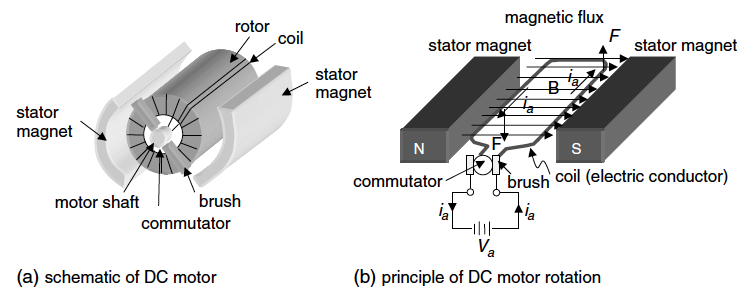 rotor
coil
stator
magnet
stator
magnet
motor shaft
brush
commutator
(a) schematic of DC motor
magnetic flux
stator magnet
F
stator magnet
i_a
B
i_a
N
F
S
commutator
brush
coil (electric conductor)
i_a
i_a
V_a
(b) principle of DC motor rotation